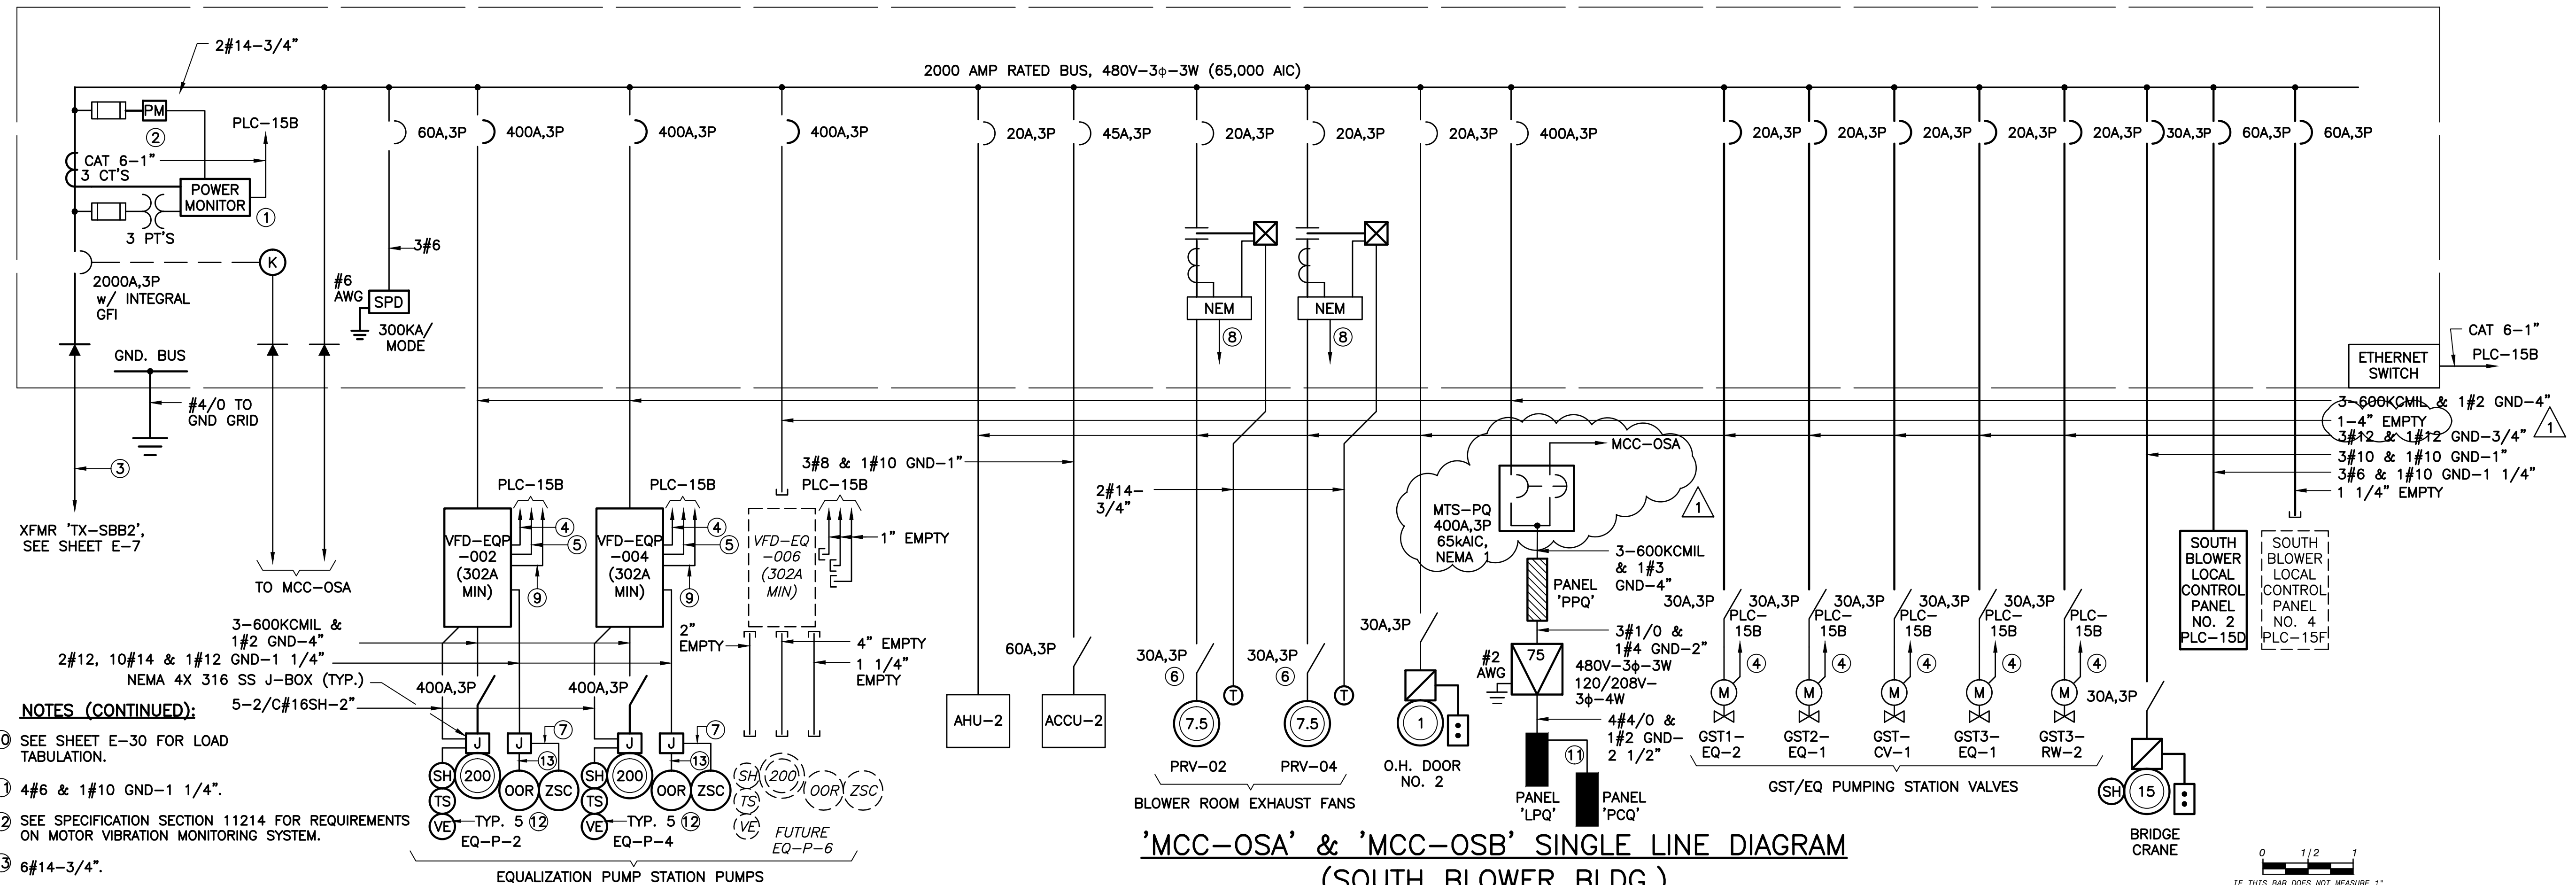 2#14-3/4"
2000 AMP RATED BUS, 480V-3ϕ-3W (65,000 AIC)
PM
②
PLC-15B
CAT 6-1"
3 CT'S
POWER
MONITOR
①
3 PT'S
K
2000A,3P
w/ INTEGRAL
GFI
GND. BUS
#4/0 TO
GND GRID
③
XFMR 'TX-SBB2',
SEE SHEET E-7
TO MCC-OSA
60A,3P
400A,3P
400A,3P
400A,3P
20A,3P
45A,3P
20A,3P
20A,3P
20A,3P
400A,3P
20A,3P
20A,3P
20A,3P
20A,3P
20A,3P
30A,3P
60A,3P
60A,3P
3#6
#6
AWG
SPD
300KA/
MODE
NEM
⑧
NEM
⑧
ETHERNET
SWITCH
CAT 6-1"
PLC-15B
3-600KCMIL & 1#2 GND-4"
1-4" EMPTY
3#12 & 1#12 GND-3/4"
1
3#10 & 1#10 GND-1"
3#6 & 1#10 GND-1 1/4"
1 1/4" EMPTY
PLC-15B
VFD-EQP
-002
(302A
MIN)
④
⑤
⑨
PLC-15B
VFD-EQP
-004
(302A
MIN)
④
⑤
⑨
PLC-15B
VFD-EQ
-006
(302A
MIN)
1" EMPTY
3#8 & 1#10 GND-1"
2#14-
3/4"
MCC-OSA
MTS-PQ
400A,3P
65kAIC,
NEMA 1
1
3-600KCMIL
& 1#3
GND-4"
PANEL
'PPQ'
3#1/0 &
1#4 GND-2"
#2
AWG
75
480V-3ϕ-3W
120/208V-
3ϕ-4W
4#4/0 &
1#2 GND-
2 1/2"
⑪
PANEL
'LPQ'
PANEL
'PCQ'
3-600KCMIL &
1#2 GND-4"
2#12, 10#14 & 1#12 GND-1 1/4"
NEMA 4X 316 SS J-BOX (TYP.)
5-2/C#16SH-2"
400A,3P
400A,3P
2"
EMPTY
4" EMPTY
1 1/4"
EMPTY
J
J
⑦
⑬
SH
200
TS
VE
OOR
ZSC
TYP. 5 ⑫
EQ-P-2
J
J
⑦
⑬
SH
200
TS
VE
OOR
ZSC
TYP. 5 ⑫
EQ-P-4
SH
200
TS
VE
OOR
ZSC
FUTURE
EQ-P-6
EQUALIZATION PUMP STATION PUMPS
AHU-2
60A,3P
ACCU-2
30A,3P
⑥
7.5
T
PRV-02
30A,3P
⑥
7.5
T
PRV-04
BLOWER ROOM EXHAUST FANS
30A,3P
1
O.H. DOOR
NO. 2
30A,3P
PLC-
15B
④
M
GST1-
EQ-2
30A,3P
PLC-
15B
④
M
GST2-
EQ-1
30A,3P
PLC-
15B
④
M
GST-
CV-1
30A,3P
PLC-
15B
④
M
GST3-
EQ-1
30A,3P
PLC-
15B
④
M
GST3-
RW-2
GST/EQ PUMPING STATION VALVES
30A,3P
SH
15
BRIDGE
CRANE
SOUTH
BLOWER
LOCAL
CONTROL
PANEL
NO. 2
PLC-15D
SOUTH
BLOWER
LOCAL
CONTROL
PANEL
NO. 4
PLC-15F
NOTES (CONTINUED):
0 SEE SHEET E-30 FOR LOAD
TABULATION.
1 4#6 & 1#10 GND-1 1/4".
2 SEE SPECIFICATION SECTION 11214 FOR REQUIREMENTS
ON MOTOR VIBRATION MONITORING SYSTEM.
3 6#14-3/4".
'MCC-OSA' & 'MCC-OSB' SINGLE LINE DIAGRAM
(SOUTH BLOWER BLDG.)
0 1/2 1
IF THIS BAR DOES NOT MEASURE 1"